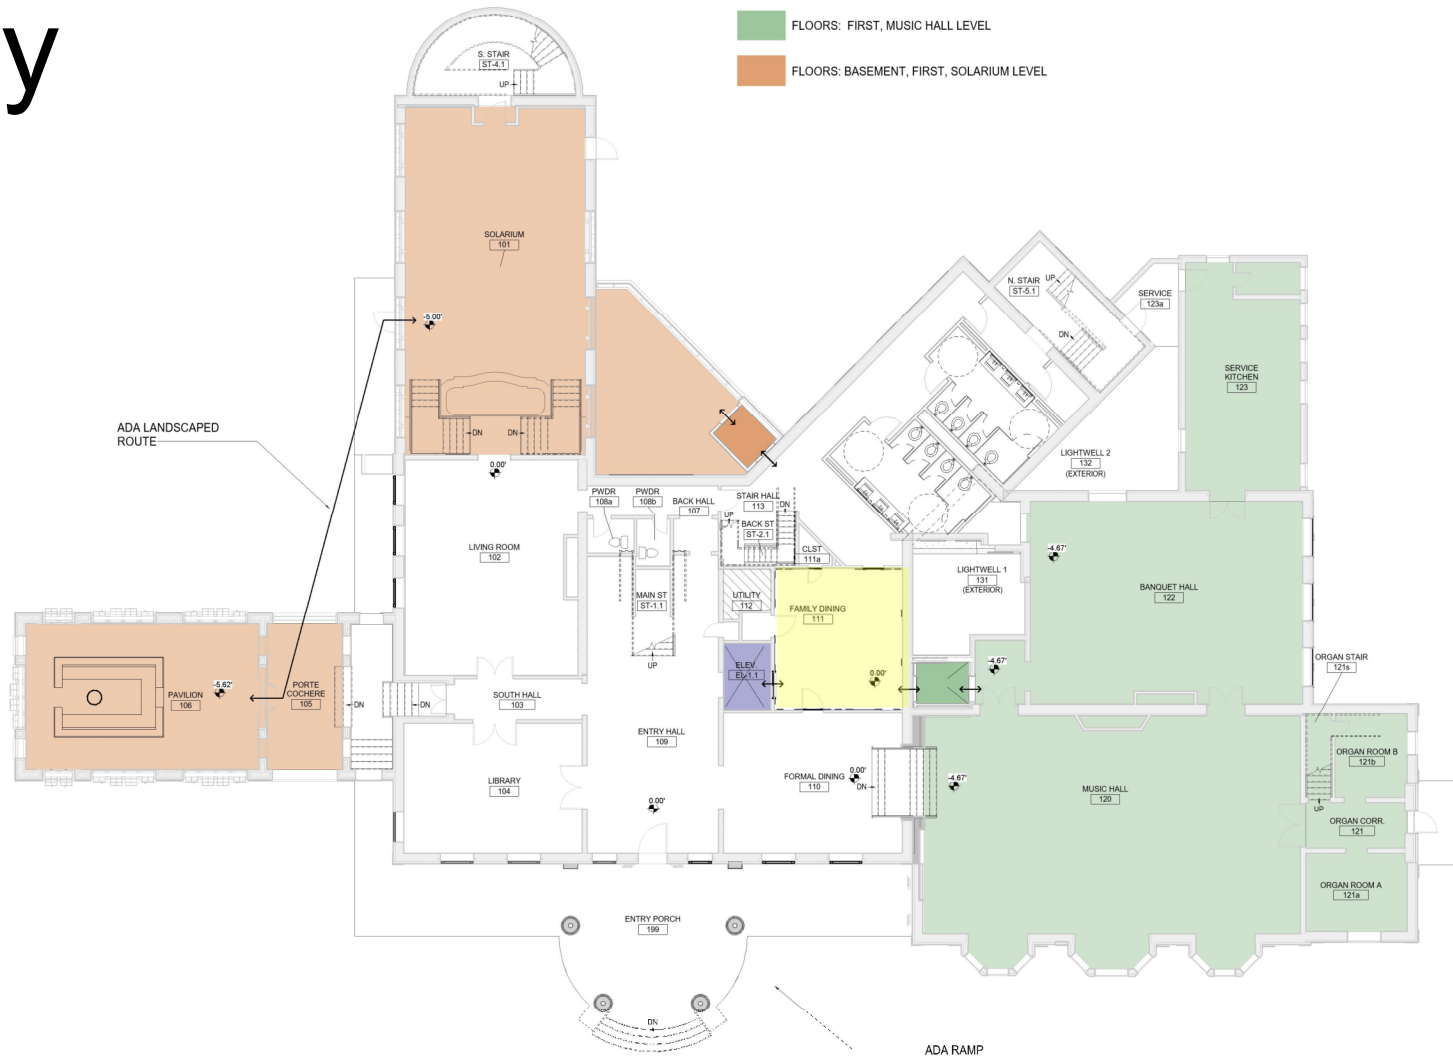 y
FLOORS: FIRST, MUSIC HALL LEVEL
FLOORS: BASEMENT, FIRST, SOLARIUM LEVEL
S. STAIR
ST-4.1
UP
SOLARIUM
101
-5.00'
DN
DN
0.00'
ADA LANDSCAPED
ROUTE
N. STAIR
ST-5.1
UP
DN
SERVICE
123a
SERVICE
KITCHEN
123
LIGHTWELL 2
132
(EXTERIOR)
PWDR
108a
PWDR
108b
BACK HALL
107
STAIR HALL
113
UP
DN
BACK ST
ST-2.1
CLST
111a
LIVING ROOM
102
MAIN ST
ST-1.1
UP
UTILITY
112
FAMILY DINING
111
LIGHTWELL 1
131
(EXTERIOR)
-4.67'
BANQUET HALL
122
ORGAN STAIR
121s
ELEV.
EL-1.1
0.00'
-4.67'
PAVILION
106
-5.62'
PORTE
COCHERE
105
DN
DN
SOUTH HALL
103
ENTRY HALL
109
0.00'
LIBRARY
104
FORMAL DINING
110
0.00'
DN
-4.67'
MUSIC HALL
120
ORGAN ROOM B
121b
UP
ORGAN CORR.
121
ORGAN ROOM A
121a
ENTRY PORCH
199
DN
ADA RAMP